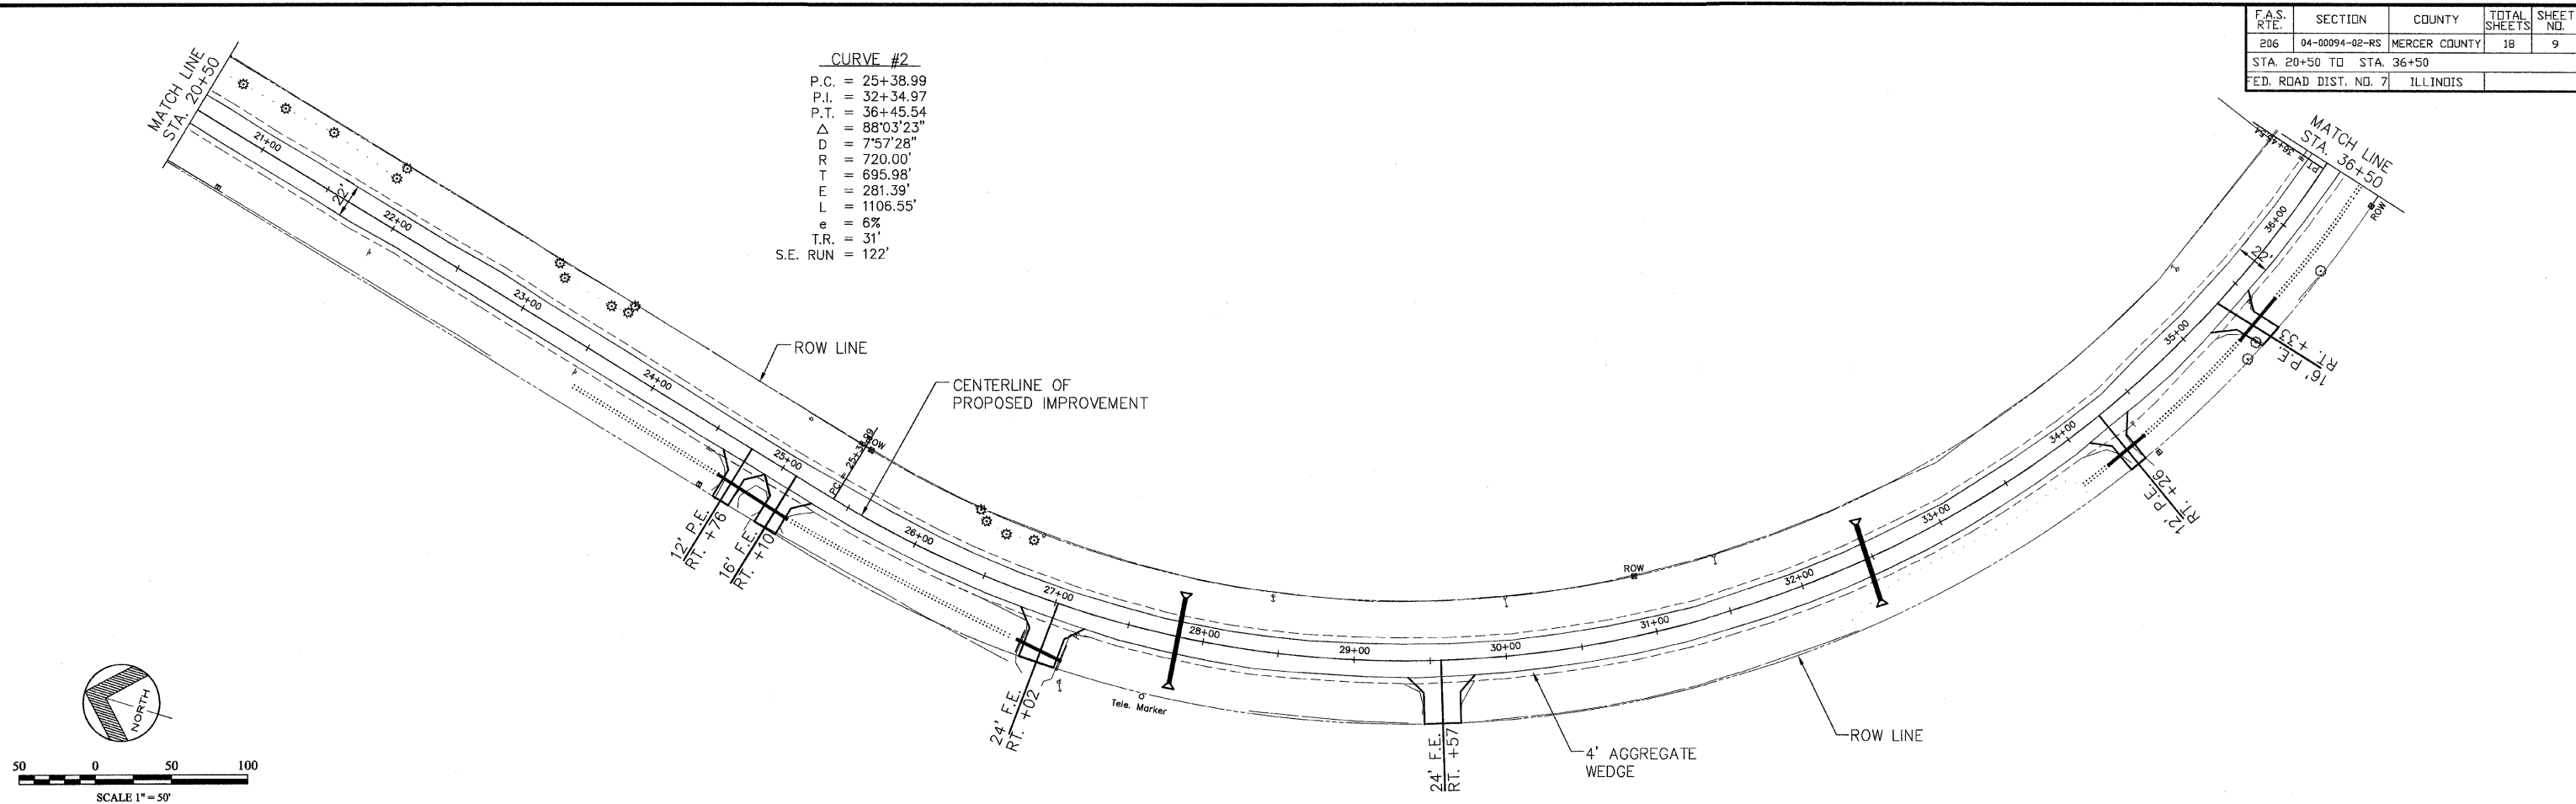 F.A.S. RTE. SECTION COUNTY TOTAL SHEETS SHEET NO.
206 04-00094-02-RS MERCER COUNTY 18 9
STA. 20+50 TO STA. 36+50
FED. ROAD DIST. NO. 7 ILLINOIS
CURVE #2
P.C. = 25+38.99
P.I. = 32+34.97
P.T. = 36+45.54
△ = 88°03'23"
D = 7°57'28"
R = 720.00'
T = 695.98'
E = 281.39'
L = 1106.55'
e = 6%
T.R. = 31'
S.E. RUN = 122'
MATCH LINE
STA. 20+50
21+00
22'
22+00
23+00
24+00
25+00
PC = 25+38.99
ROW
ROW LINE
CENTERLINE OF
PROPOSED IMPROVEMENT
12' P.E.
RT. +76
16' F.E.
RT. +10
26+00
27+00
24' F.E.
RT. +02
Tele. Marker
28+00
29+00
24' F.E.
RT. +57
30+00
31+00
ROW
32+00
33+00
4' AGGREGATE
WEDGE
ROW LINE
34+00
12' P.E.
RT. +26
35+00
16' P.E.
RT. +33
22'
36+00
PT = 36+45.54
MATCH LINE
STA. 36+50
ROW
NORTH
50 0 50 100
SCALE 1" = 50'